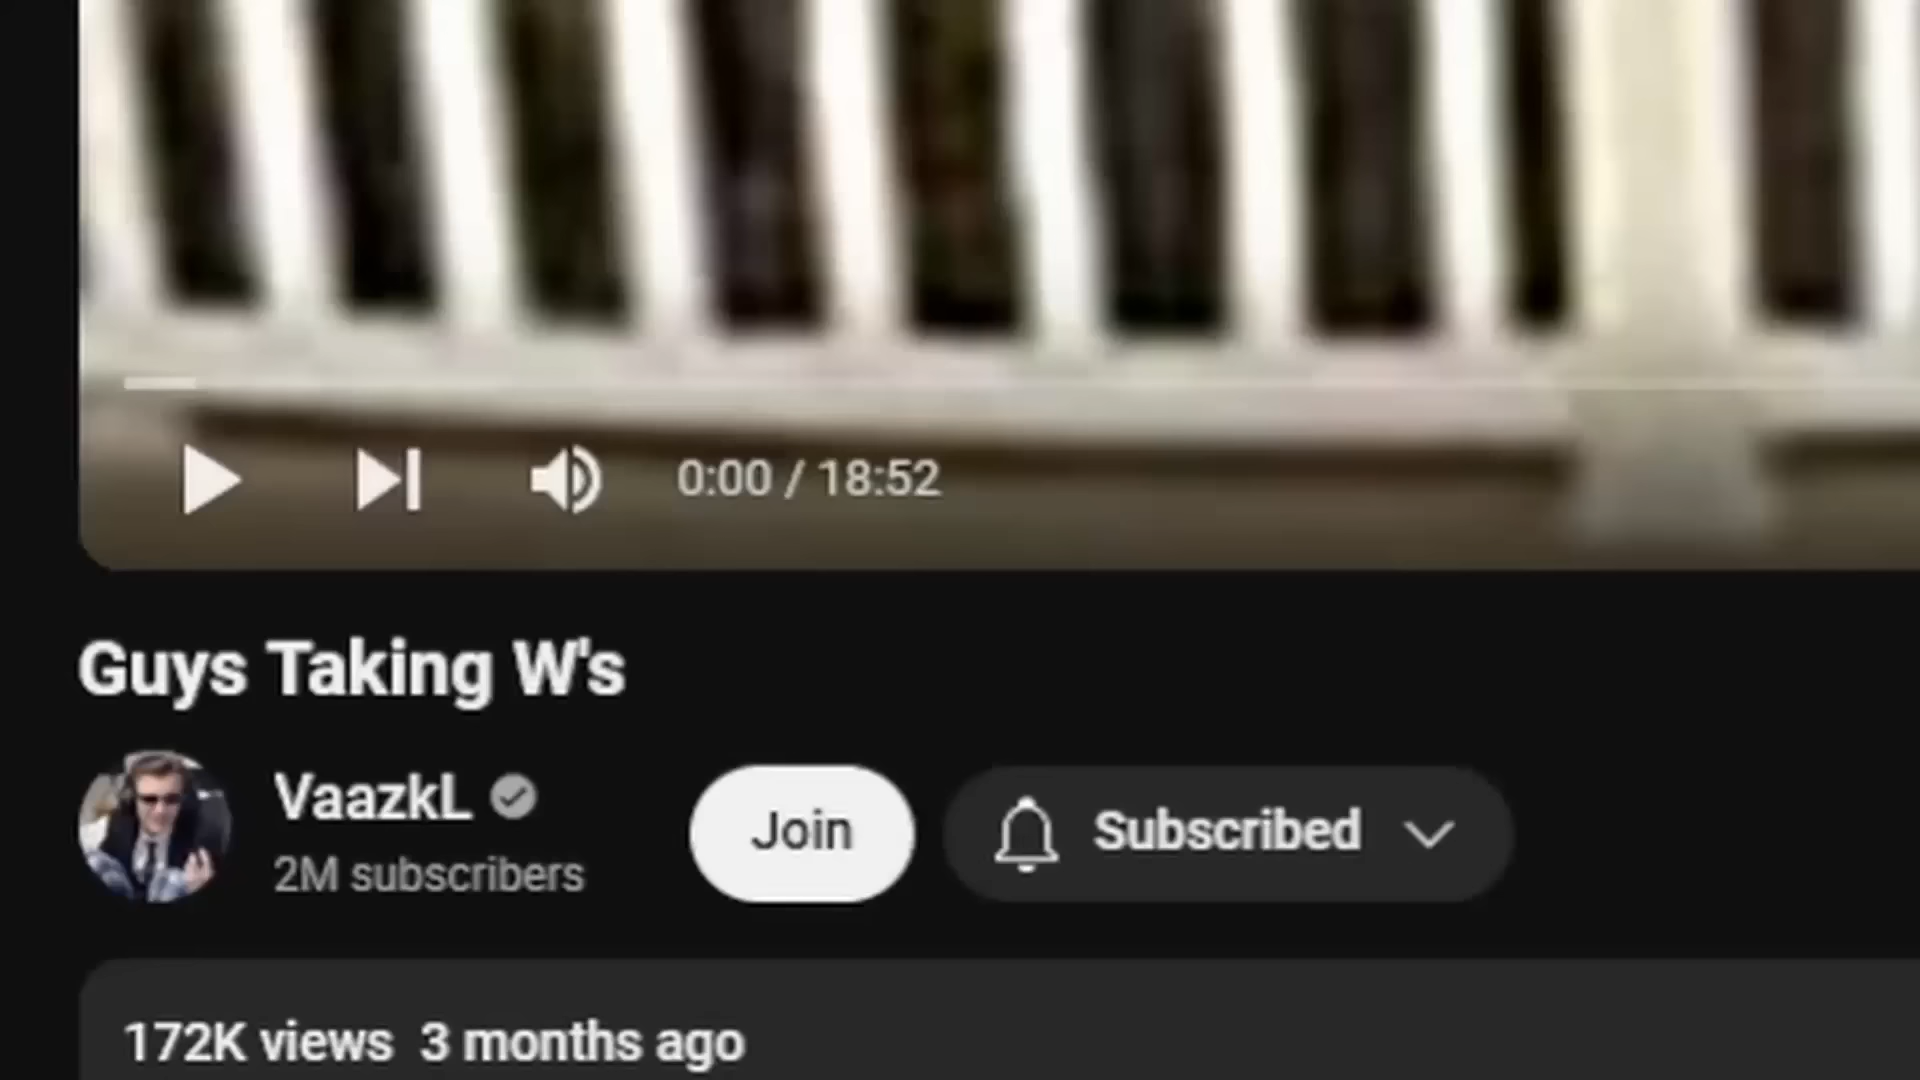 0:00 / 18:52
Guys Taking W's
VaazkL
Join
Subscribed
2M subscribers
172K views 3 months ago